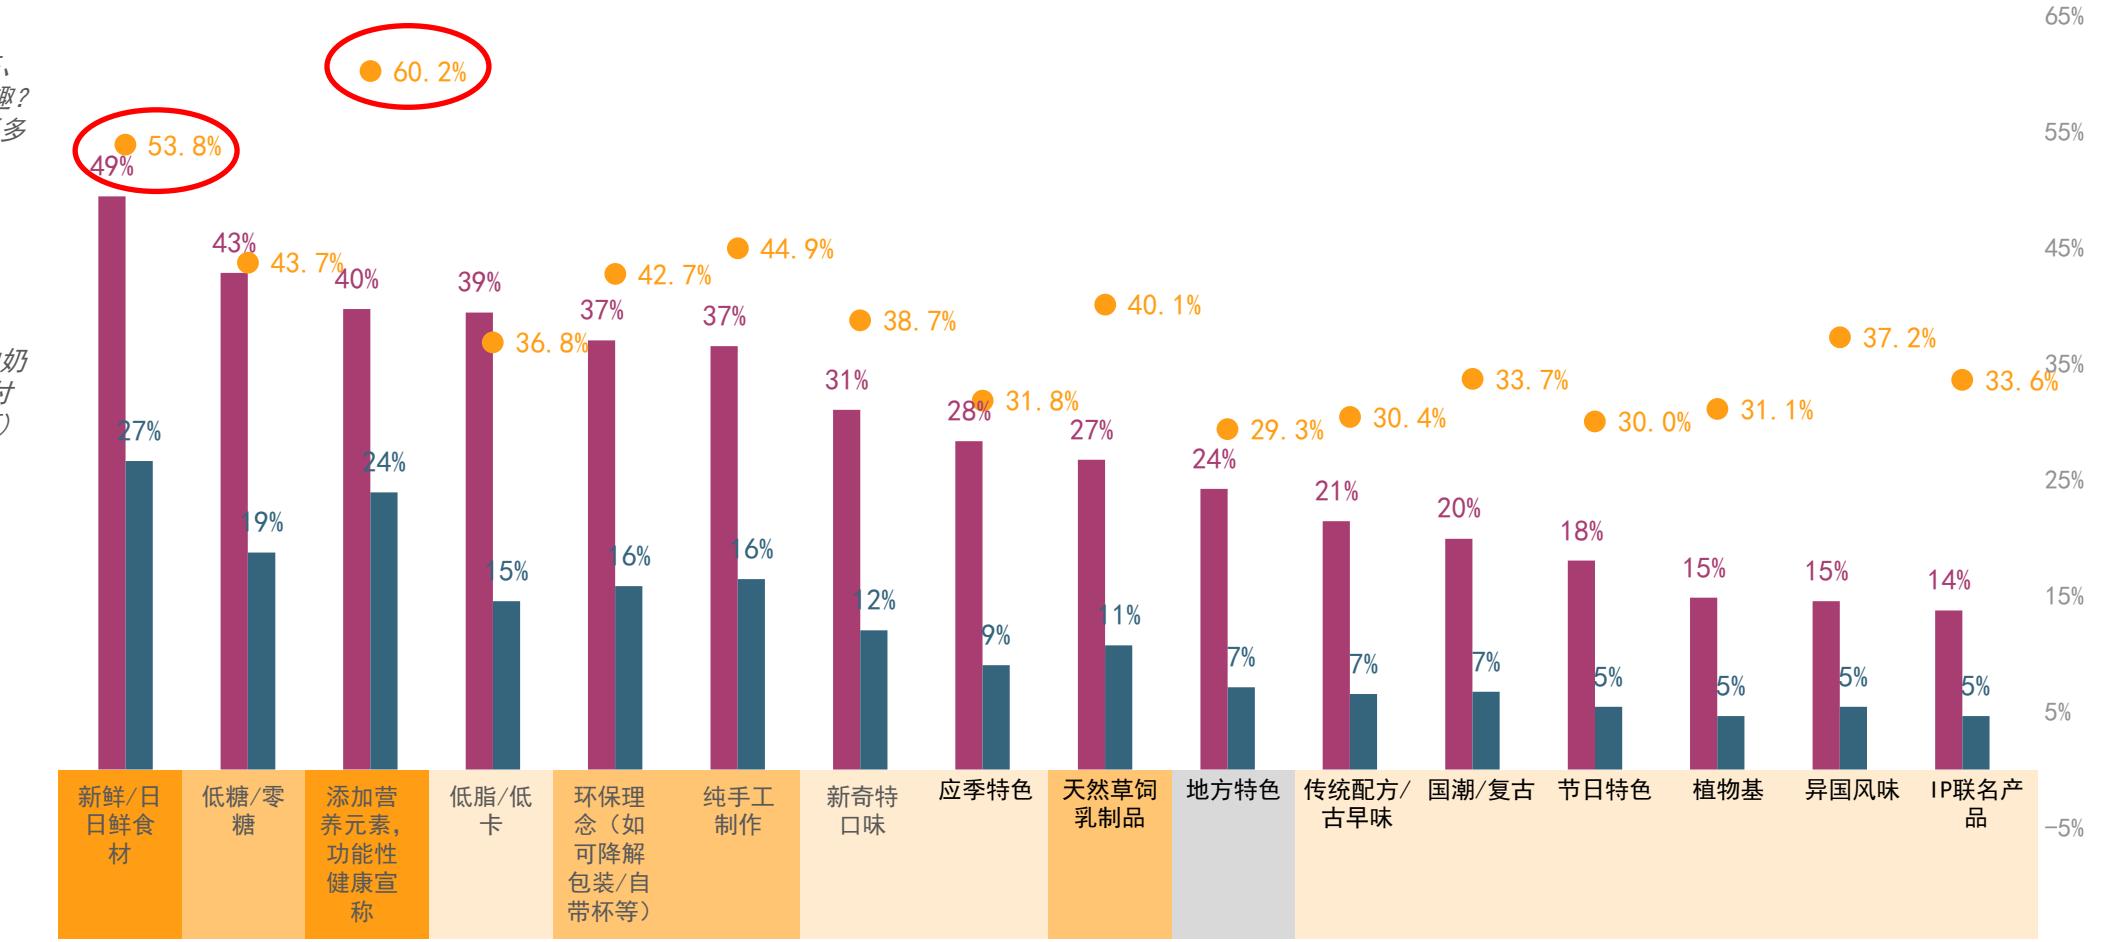 、
趣?
多
奶
付
)
65%
55%
45%
35%
25%
15%
5%
-5%
53.8%
43.7%
60.2%
36.8%
42.7%
44.9%
38.7%
31.8%
40.1%
29.3%
30.4%
33.7%
30.0%
31.1%
37.2%
33.6%
49%
43%
40%
39%
37%
37%
31%
28%
27%
24%
21%
20%
18%
15%
15%
14%
27%
19%
24%
15%
16%
16%
12%
9%
11%
7%
7%
7%
5%
5%
5%
5%
新鲜/日
日鲜食
材
低糖/零
糖
添加营
养元素，
功能性
健康宣
称
低脂/低
卡
环保理
念（如
可降解
包装/自
带杯等）
纯手工
制作
新奇特
口味
应季特色
天然草饲
乳制品
地方特色
传统配方/
古早味
国潮/复古
节日特色
植物基
异国风味
IP联名产
品